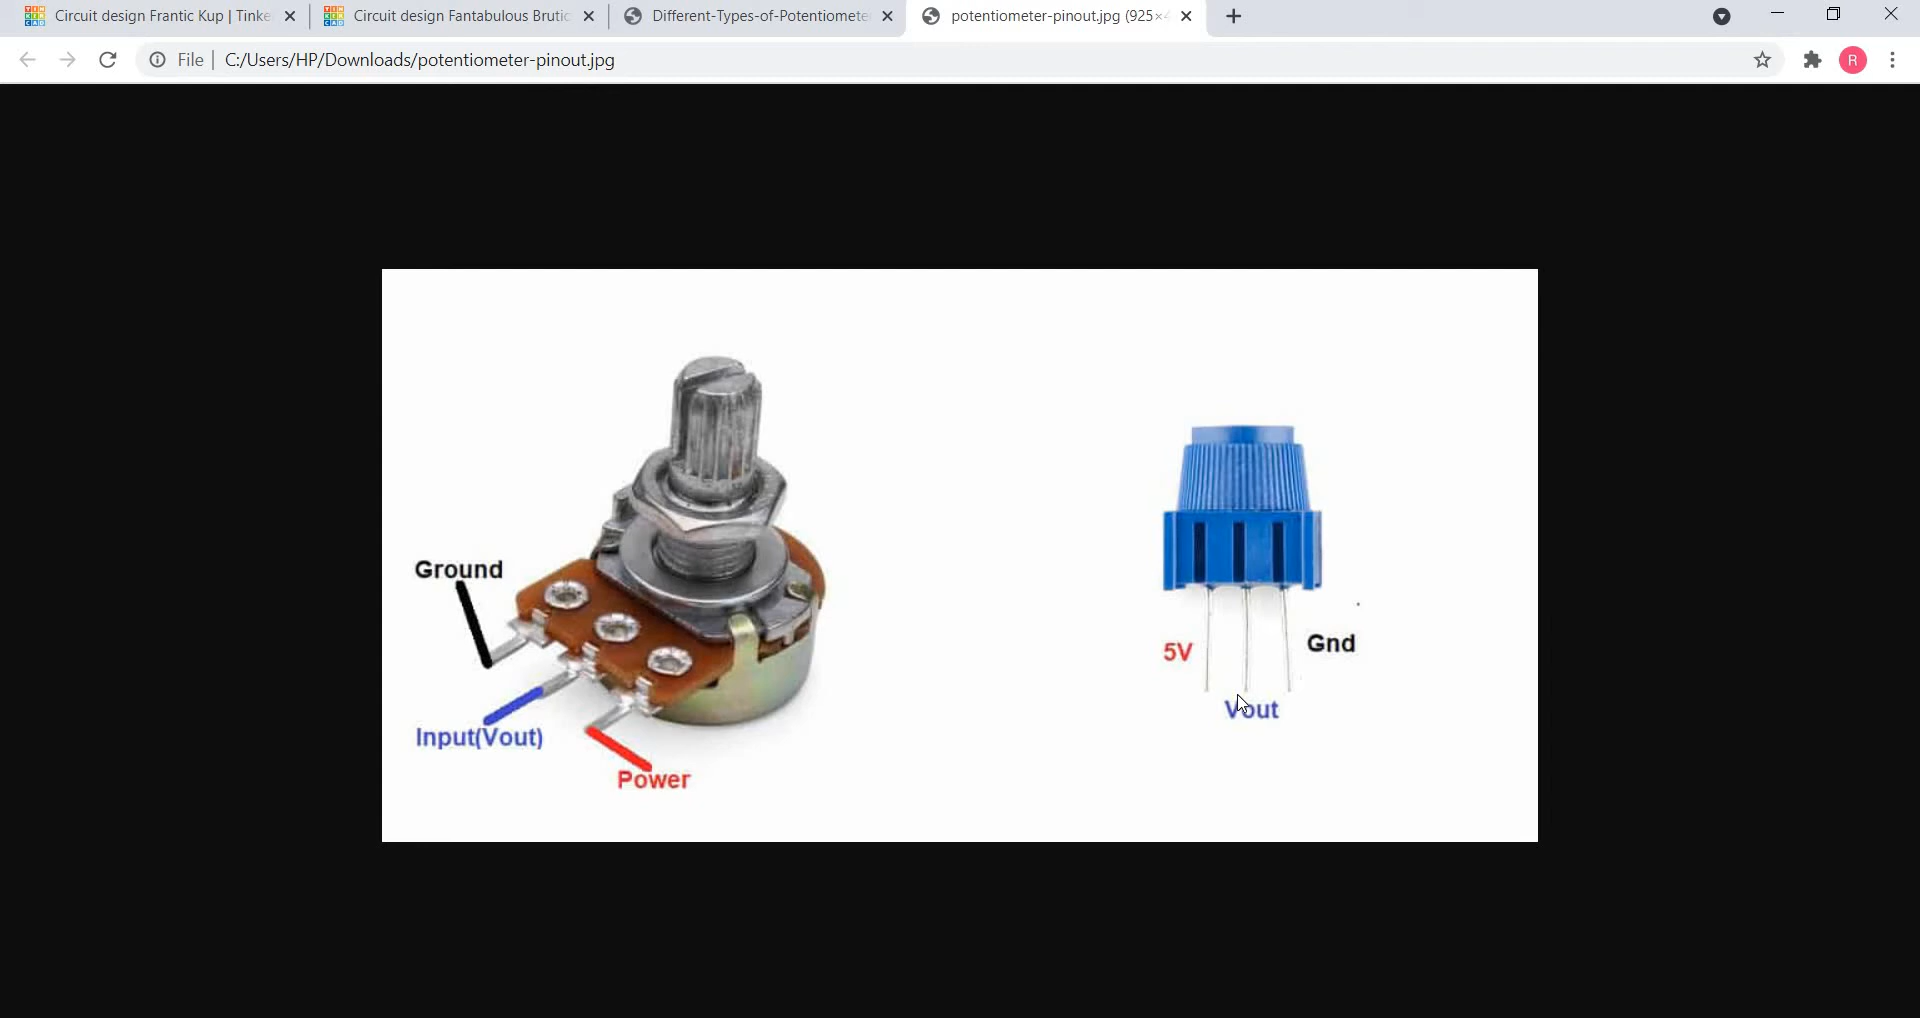 Circuit design Frantic Kup | Tinke
Circuit design Fantabulous Brutic
Different-Types-of-Potentiomete
potentiometer-pinout.jpg (925×4
File
C:/Users/HP/Downloads/potentiometer-pinout.jpg
R
Ground
Input(Vout)
Power
5V
Gnd
Vout